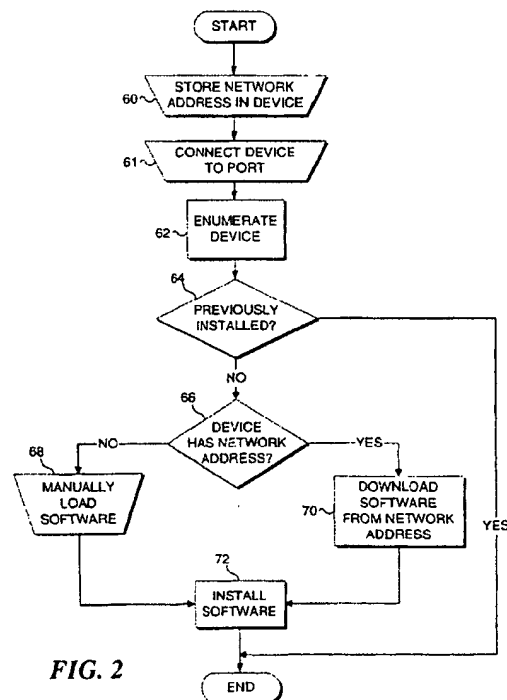 START
STORE NETWORK
ADDRESS IN DEVICE
60
CONNECT DEVICE
TO PORT
61
ENUMERATE
DEVICE
62
64
PREVIOUSLY
INSTALLED?
NO
66
DEVICE
HAS NETWORK
ADDRESS?
NO
YES
68
MANUALLY
LOAD
SOFTWARE
DOWNLOAD
SOFTWARE
FROM NETWORK
ADDRESS
70
YES
72
INSTALL
SOFTWARE
FIG. 2
END